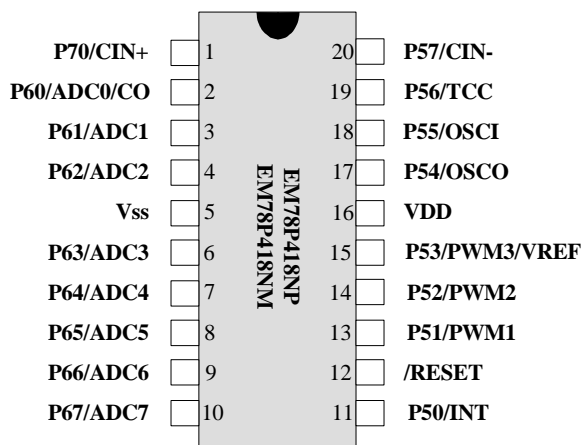 P70/CIN+ 1 20 P57/CIN-
P60/ADC0/CO 2 19 P56/TCC
P61/ADC1 3 18 P55/OSCI
P62/ADC2 4 17 P54/OSCO
Vss 5 16 VDD
P63/ADC3 6 15 P53/PWM3/VREF
P64/ADC4 7 14 P52/PWM2
P65/ADC5 8 13 P51/PWM1
P66/ADC6 9 12 /RESET
P67/ADC7 10 11 P50/INT
EM78P418NP
EM78P418NM